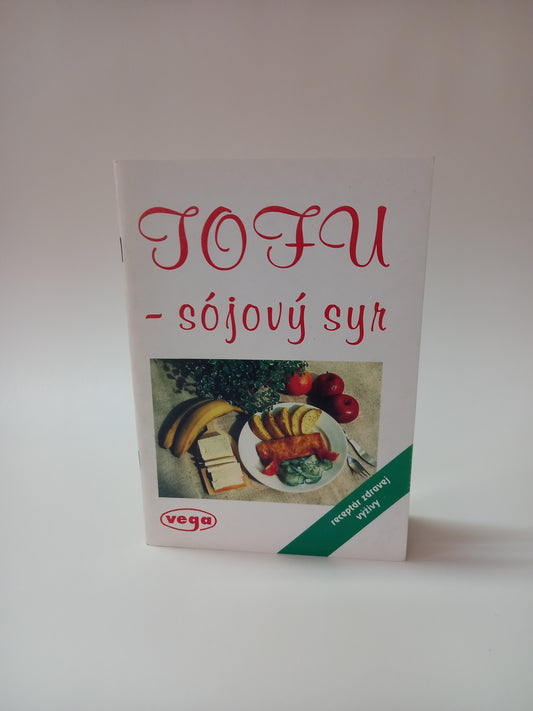 TOFU
- sójový syr
vega
receptár zdravej
výživy